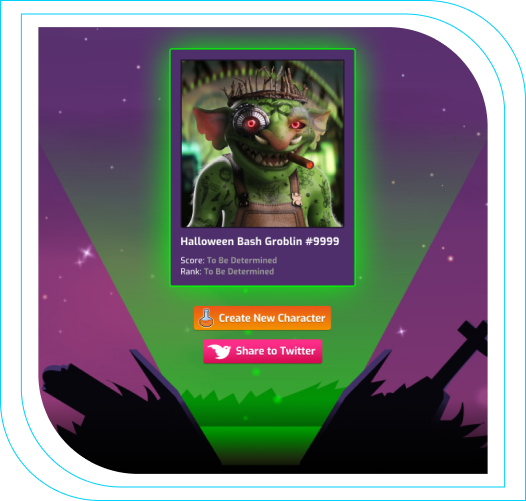 Halloween Bash Groblin #9999
Score: To Be Determined
Rank: To Be Determined
Create New Character
Share to Twitter